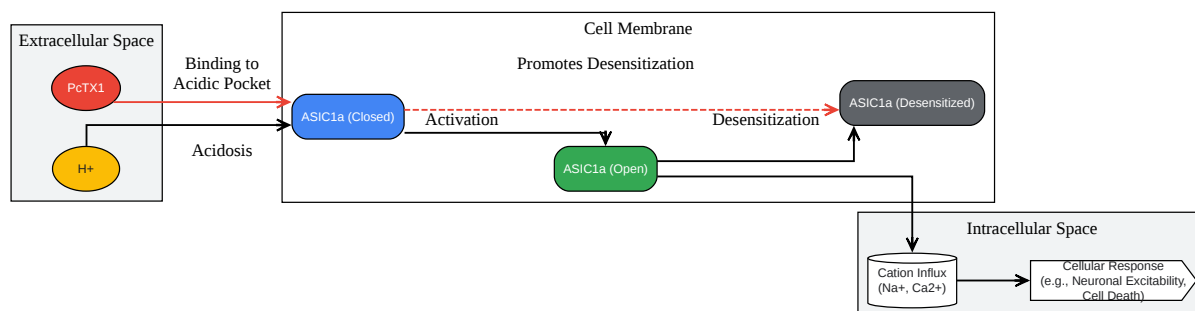 Extracellular Space
PcTX1
H+
Binding to
Acidic Pocket
Acidosis
Cell Membrane
Promotes Desensitization
ASIC1a (Closed)
Activation
Desensitization
ASIC1a (Desensitized)
ASIC1a (Open)
Intracellular Space
Cation Influx
(Na+, Ca2+)
Cellular Response
(e.g., Neuronal Excitability,
Cell Death)